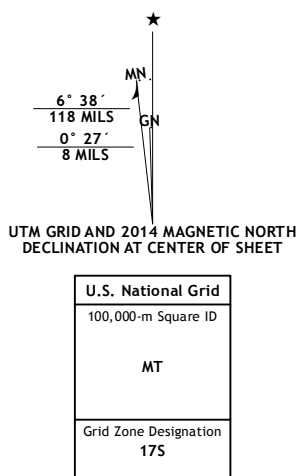 MN
6° 38´
118 MILS
GN
0° 27´
8 MILS
UTM GRID AND 2014 MAGNETIC NORTH
DECLINATION AT CENTER OF SHEET
U.S. National Grid
100,000-m Square ID
MT
Grid Zone Designation
17S